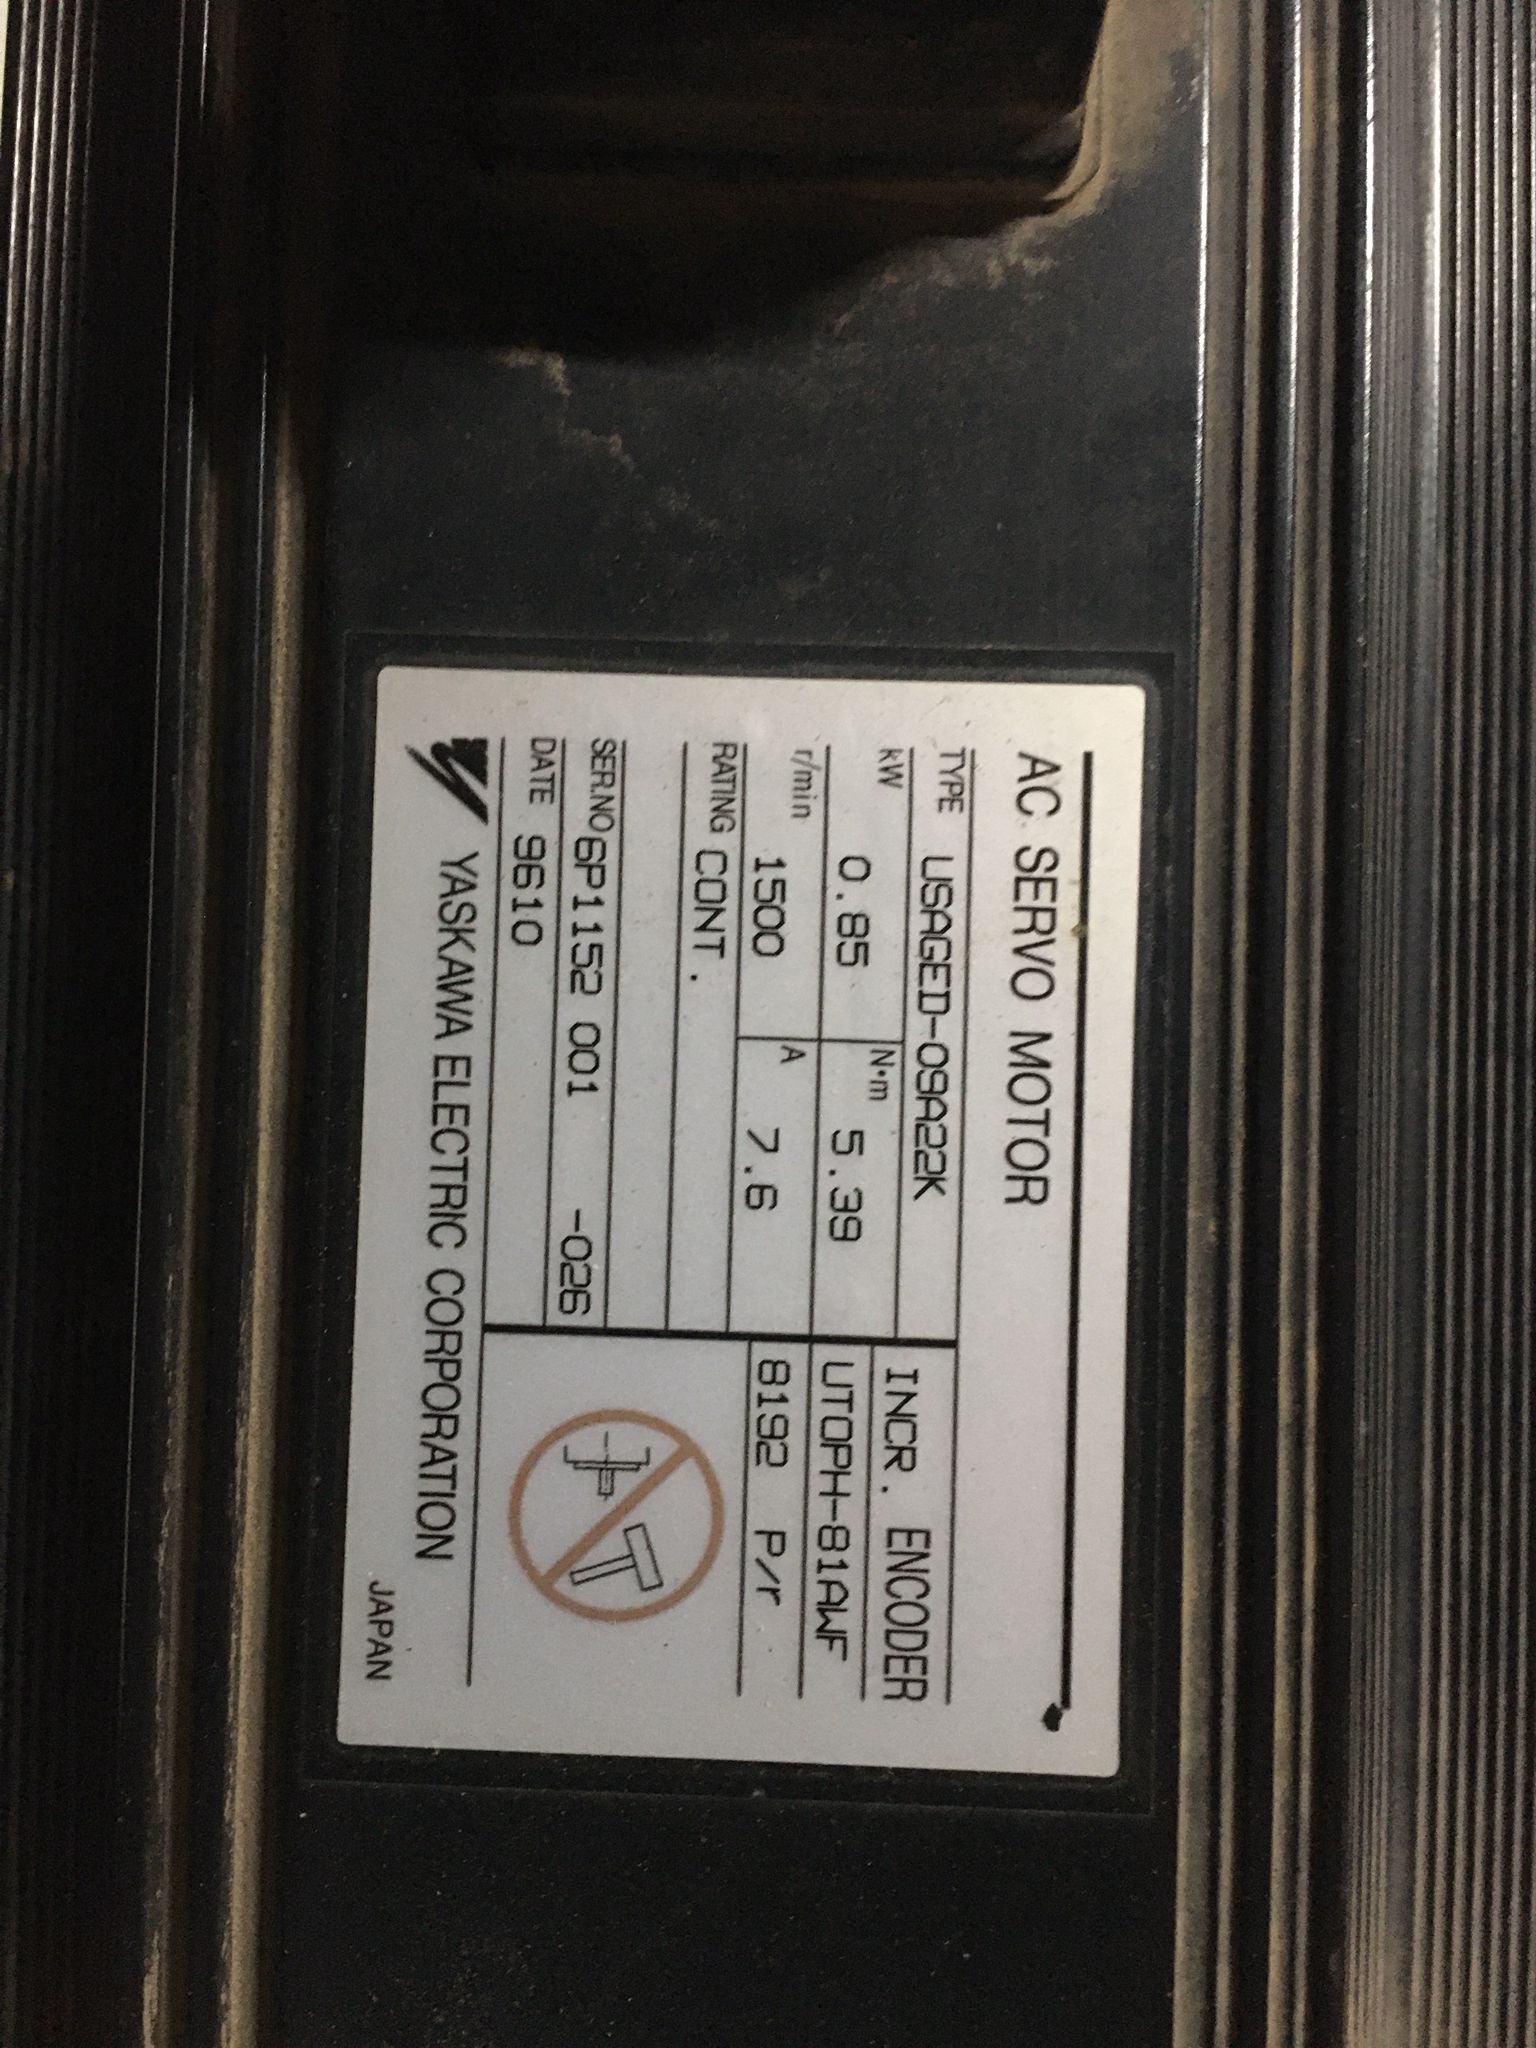 AC SERVO MOTOR
TYPE USAGED-09A22K
kW 0.85 N·m 5.39
r/min 1500 A 7.6
RATING CONT.
SER.NO 6P1152 001 -026
DATE 9610
INCR. ENCODER
UTOPH-81AWF
8192 P/r
YASKAWA ELECTRIC CORPORATION
JAPAN